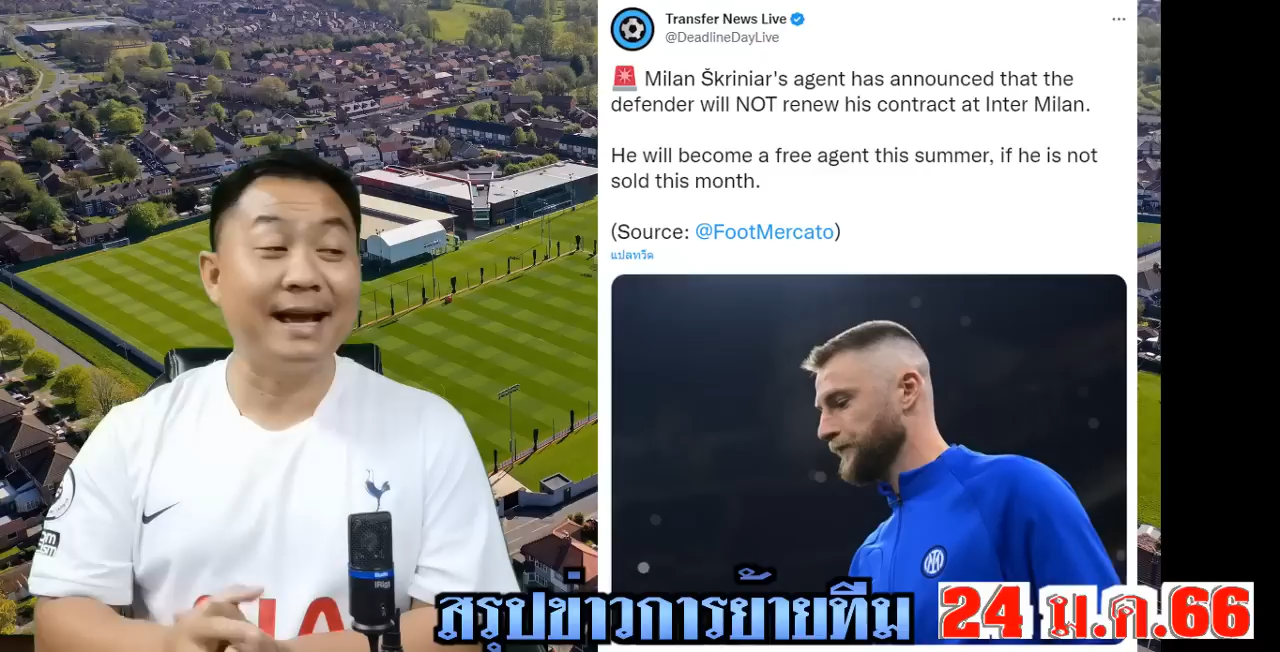 Transfer News Live
@DeadlineDayLive
Milan Škriniar's agent has announced that the
defender will NOT renew his contract at Inter Milan.
He will become a free agent this summer, if he is not
sold this month.
(Source: @FootMercato)
แปลทวีต
สรุปข่าวการย้ายทีม 24 ม.ค.66